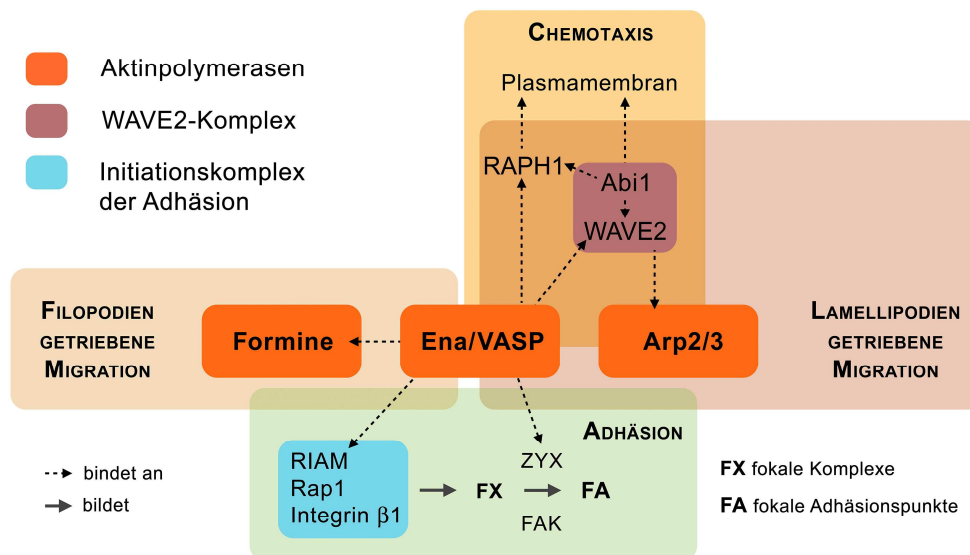 CHEMOTAXIS
Aktinpolymerasen
Plasmamembran
WAVE2-Komplex
RAPH1
Initiationskomplex
der Adhäsion
Abi1
WAVE2
FILOPODIEN
GETRIEBENE
MIGRATION
Formine
Ena/VASP
Arp2/3
LAMELLIPODIEN
GETRIEBENE
MIGRATION
ADHÄSION
bindet an
bildet
RIAM
Rap1
Integrin β1
FX
ZYX
FAK
FA
FX fokale Komplexe
FA fokale Adhäsionspunkte